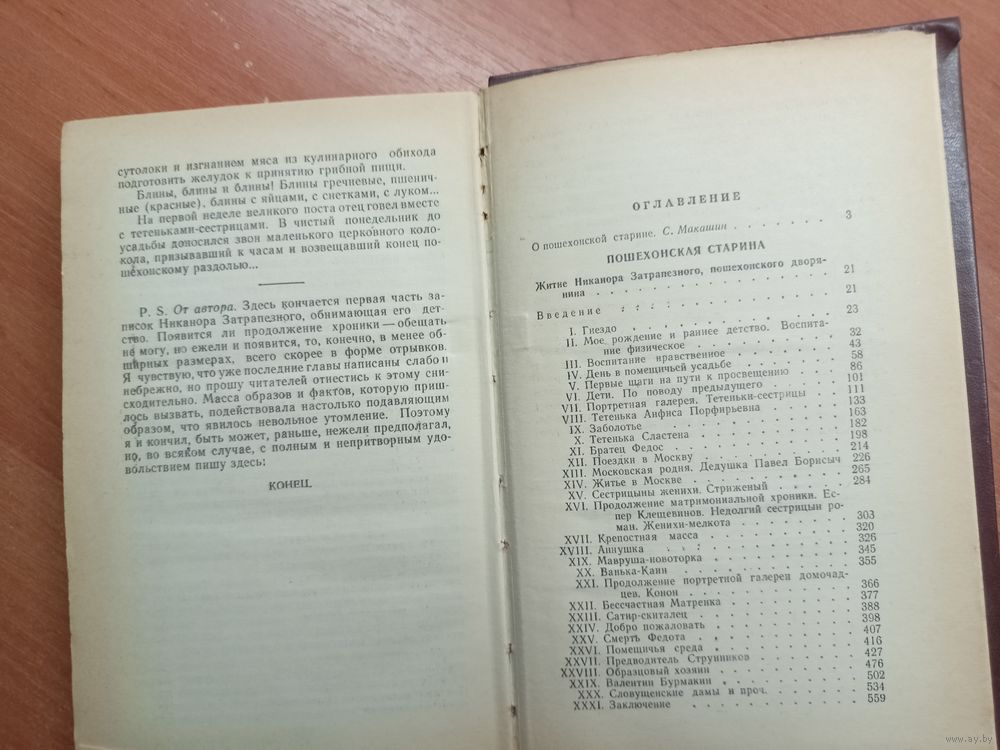 сутолоки и изгнанием мяса из кулинарного обихода
подготовить желудок к принятию грибной пищи.
Блины, блины и блины! Блины гречневые, пшенич-
ные (красные), блины с яйцами, с снетками, с луком...
На первой неделе великого поста отец говел вместе
с тетеньками-сестрицами. В чистый понедельник до
усадьбы доносился звон маленького церковного коло-
кола, призывавший к часам и возвещавший конец по-
шехонскому раздолью...
P. S. От автора. Здесь кончается первая часть за-
писок Никанора Затрапезного, обнимающая его дет-
ство. Появится ли продолжение хроники — обещать
не могу, но ежели и появится, то, конечно, в менее об-
ширных размерах, всего скорее в форме отрывков.
Я чувствую, что уже последние главы написаны слабо и
небрежно, но прошу читателей отнестись к этому сни-
сходительно. Масса образов и фактов, которую приш-
лось вызвать, подействовала настолько подавляющим
образом, что явилось невольное утомление. Поэтому
я и кончил, быть может, раньше, нежели предполагал,
но, во всяком случае, с полным и непритворным удо-
вольствием пишу здесь:
КОНЕЦ
ОГЛАВЛЕНИЕ
О пошехонской старине. С. Макашин . . . . . . . 3
ПОШЕХОНСКАЯ СТАРИНА
Житие Никанора Затрапезного, пошехонского дворя-
нина . . . . . . . . . . . . . . 21
Введение . . . . . . . . . . . . 21
I. Гнездо . . . . . . . . . . . . 23
II. Мое рождение и раннее детство. Воспита-
ние физическое . . . . . . . . 32
III. Воспитание нравственное . . . . . . 43
IV. День в помещичьей усадьбе . . . . . 58
V. Первые шаги на пути к просвещению . . 86
VI. Дети. По поводу предыдущего . . . . 101
VII. Портретная галерея. Тетеньки-сестрицы . 111
VIII. Тетенька Анфиса Порфирьевна . . . . 133
IX. Заболотье . . . . . . . . . . 163
X. Тетенька Сластена . . . . . . . . 182
XI. Братец Федос . . . . . . . . . 198
XII. Поездки в Москву . . . . . . . . 214
XIII. Московская родня. Дедушка Павел Борисыч 226
XIV. Житье в Москве . . . . . . . . 265
XV. Сестрицыны женихи. Стриженый . . . . 284
XVI. Продолжение матримониальной хроники. Ес-
пер Клещевинов. Недолгий сестрицын ро-
ман. Женихи-мелкота . . . . . . 303
XVII. Крепостная масса . . . . . . . . 320
XVIII. Аннушка . . . . . . . . . . 326
XIX. Мавруша-новоторка . . . . . . . 345
XX. Ванька-Каин . . . . . . . . . 355
XXI. Продолжение портретной галереи домочад-
цев. Конон . . . . . . . . . 366
XXII. Бессчастная Матренка . . . . . . 377
XXIII. Сатир-скиталец . . . . . . . . 388
XXIV. Добро пожаловать . . . . . . . 398
XXV. Смерть Федота . . . . . . . . 407
XXVI. Помещичья среда . . . . . . . . 416
XXVII. Предводитель Струнников . . . . . 427
XXVIII. Образцовый хозяин . . . . . . . 476
XXIX. Валентин Бурмакин . . . . . . . 502
XXX. Словущенские дамы и проч. . . . . . 534
XXXI. Заключение . . . . . . . . . . 559
www.ay.by